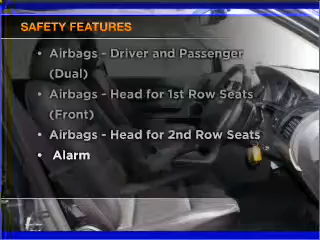 SAFETY FEATURES
• Airbags - Driver and Passenger
(Dual)
• Airbags - Head for 1st Row Seats
(Front)
• Airbags - Head for 2nd Row Seats
• Alarm